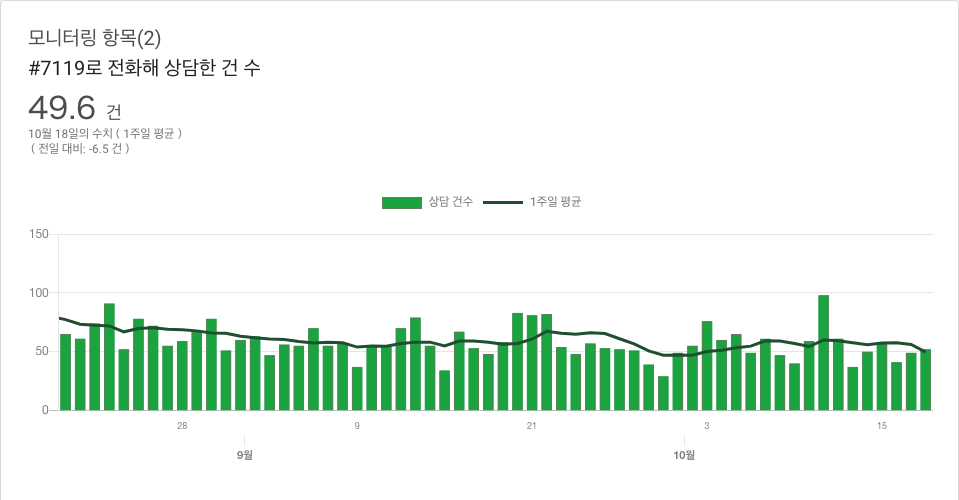 모니터링 항목(2)
#7119로 전화해 상담한 건 수
49.6 건
10월 18일의 수치 ( 1주일 평균 )
( 전일 대비: -6.5 건 )
상담 건수 1주일 평균
150
100
50
0
28 9 21 3 15
9월 10월